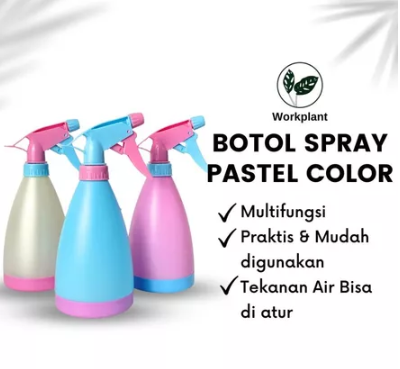 Workplant
BOTOL SPRAY
PASTEL COLOR
Multifungsi
Praktis & Mudah
digunakan
Tekanan Air Bisa
di atur